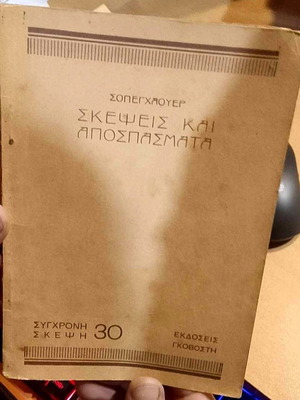 ΣΟΠΕΓΧΑΟΥΕΡ
ΣΚΕΨΕΙΣ ΚΑΙ
ΑΠΟΣΠΑΣΜΑΤΑ
ΣΥΓΧΡΟΝΗ
ΣΚΕΨΗ 30
ΕΚΔΟΣΕΙΣ
ΓΚΟΒΟΣΤΗ